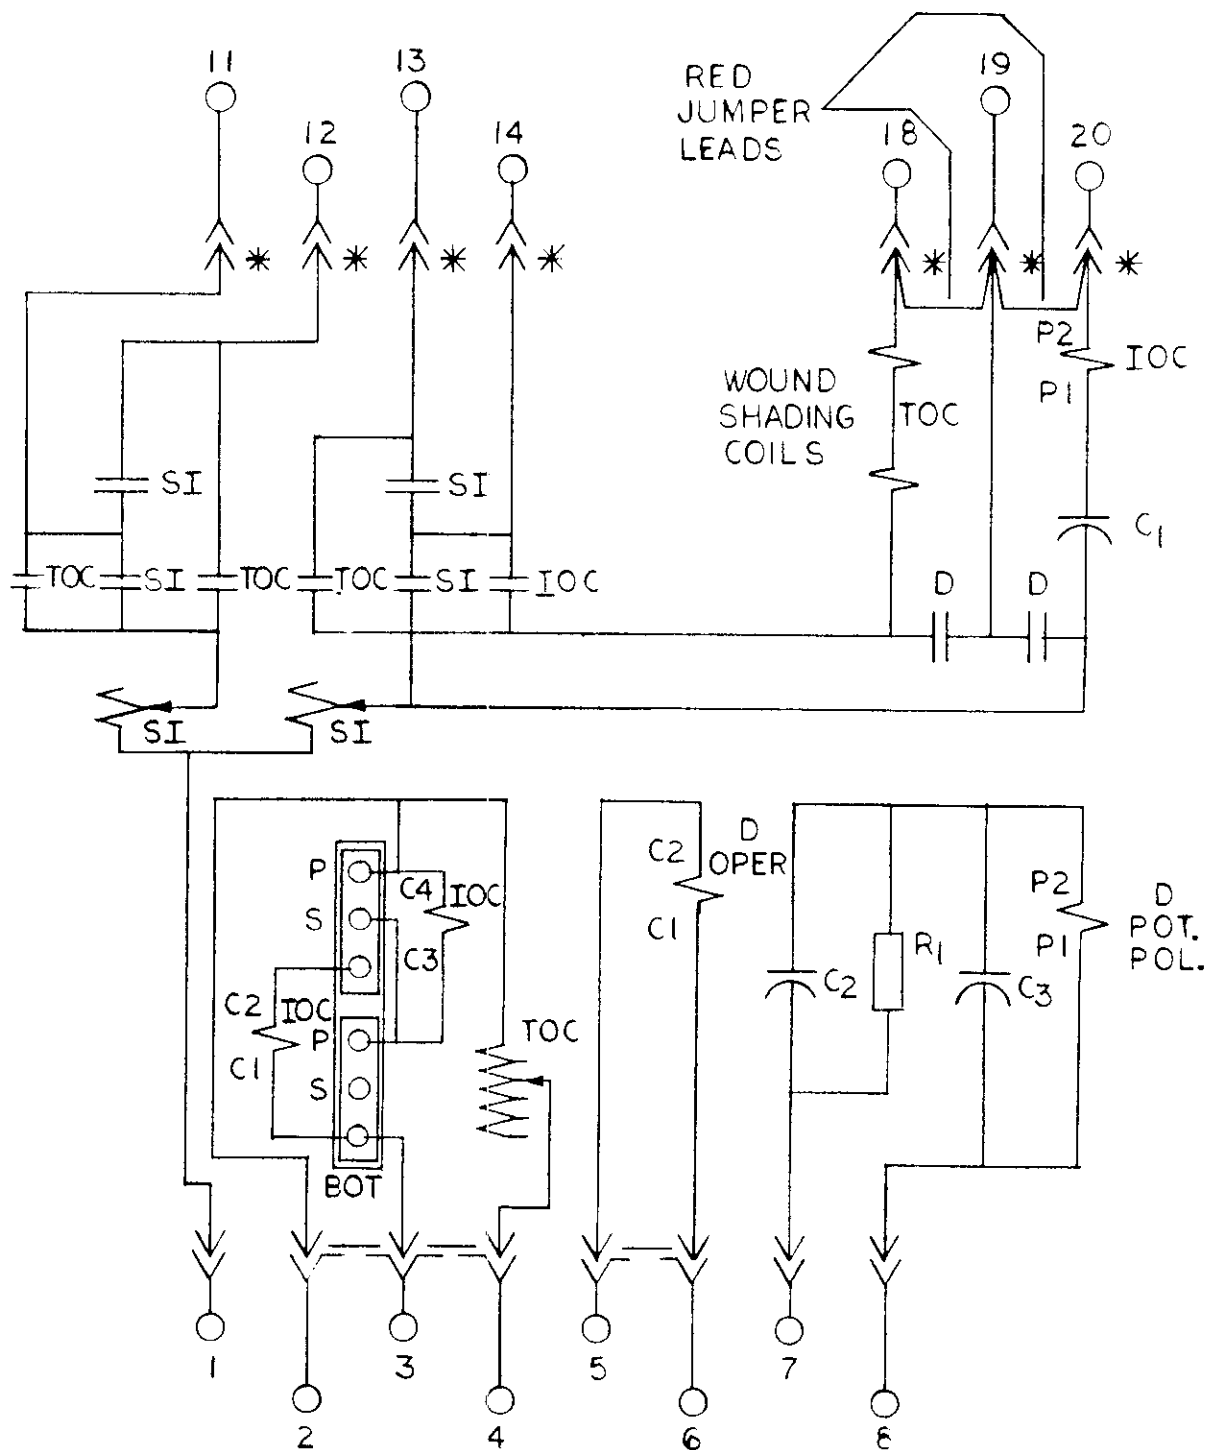 11
13
RED
JUMPER
LEADS
19
12
14
18
20
*
*
*
*
*
*
*
P2
IOC
P1
WOUND
SHADING
COILS
TOC
SI
SI
C1
TOC
SI
TOC
TOC
SI
IOC
D
D
SI
SI
P
C4
IOC
S
C3
C2
IOC
P
C1
S
BOT
TOC
C2
D
OPER
C1
C2
R1
C3
P2
P1
D
POT.
POL.
1
3
5
7
2
4
6
8